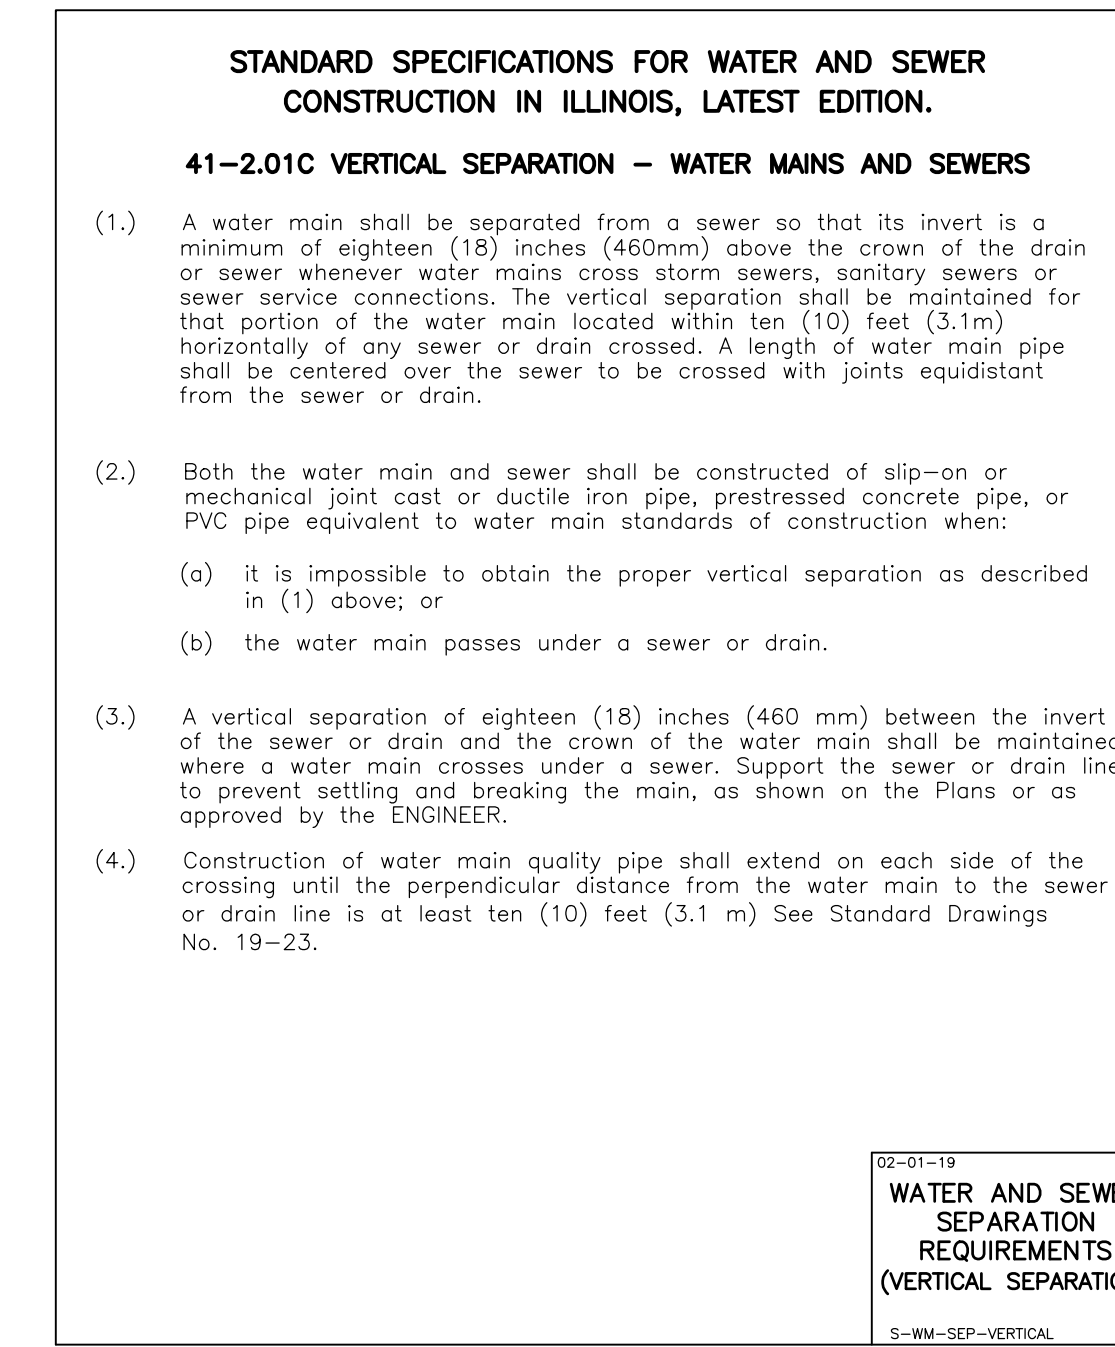 STANDARD SPECIFICATIONS FOR WATER AND SEWER
CONSTRUCTION IN ILLINOIS, LATEST EDITION.
41-2.01C VERTICAL SEPARATION - WATER MAINS AND SEWERS
(1.) A water main shall be separated from a sewer so that its invert is a
minimum of eighteen (18) inches (460mm) above the crown of the drain
or sewer whenever water mains cross storm sewers, sanitary sewers or
sewer service connections. The vertical separation shall be maintained for
that portion of the water main located within ten (10) feet (3.1m)
horizontally of any sewer or drain crossed. A length of water main pipe
shall be centered over the sewer to be crossed with joints equidistant
from the sewer or drain.
(2.) Both the water main and sewer shall be constructed of slip-on or
mechanical joint cast or ductile iron pipe, prestressed concrete pipe, or
PVC pipe equivalent to water main standards of construction when:
(a) it is impossible to obtain the proper vertical separation as described
in (1) above; or
(b) the water main passes under a sewer or drain.
(3.) A vertical separation of eighteen (18) inches (460 mm) between the invert
of the sewer or drain and the crown of the water main shall be maintained
where a water main crosses under a sewer. Support the sewer or drain line
to prevent settling and breaking the main, as shown on the Plans or as
approved by the ENGINEER.
(4.) Construction of water main quality pipe shall extend on each side of the
crossing until the perpendicular distance from the water main to the sewer
or drain line is at least ten (10) feet (3.1 m) See Standard Drawings
No. 19-23.
02-01-19
WATER AND
SEPARATION
REQUIREMENTS
(VERTICAL
S-WM-SEP-VERTICAL